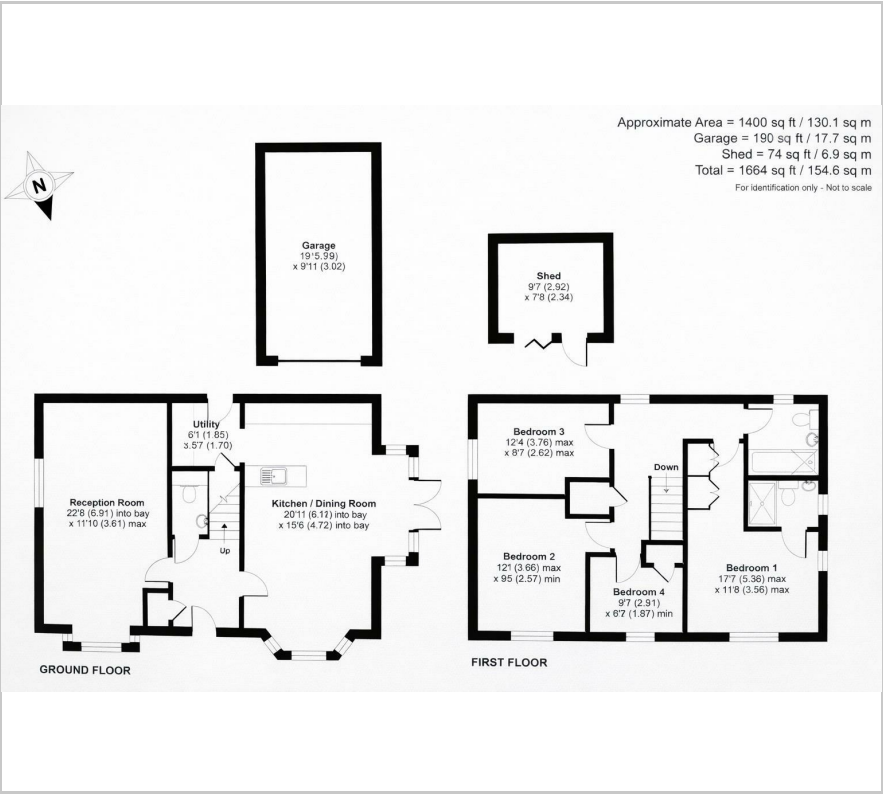 Approximate Area = 1400 sq ft / 130.1 sq m
Garage = 190 sq ft / 17.7 sq m
Shed = 74 sq ft / 6.9 sq m
Total = 1664 sq ft / 154.6 sq m
For identification only - Not to scale
N
Garage
19'5.99)
x 9'11 (3.02)
Shed
9'7 (2.92)
x 7'8 (2.34)
Utility
6'1 (1.85)
3.5'7 (1.70)
Reception Room
22'8 (6.91) into bay
x 11'10 (3.61) max
Up
Kitchen / Dining Room
20'11 (6.12) into bay
x 15'6 (4.72) into bay
GROUND FLOOR
Bedroom 3
12'4 (3.76) max
x 8'7 (2.62) max
Down
Bedroom 2
12'1 (3.66) max
x 95 (2.57) min
Bedroom 4
9'7 (2.91)
x 6'7 (1.87) min
Bedroom 1
17'7 (5.36) max
x 11'8 (3.56) max
FIRST FLOOR